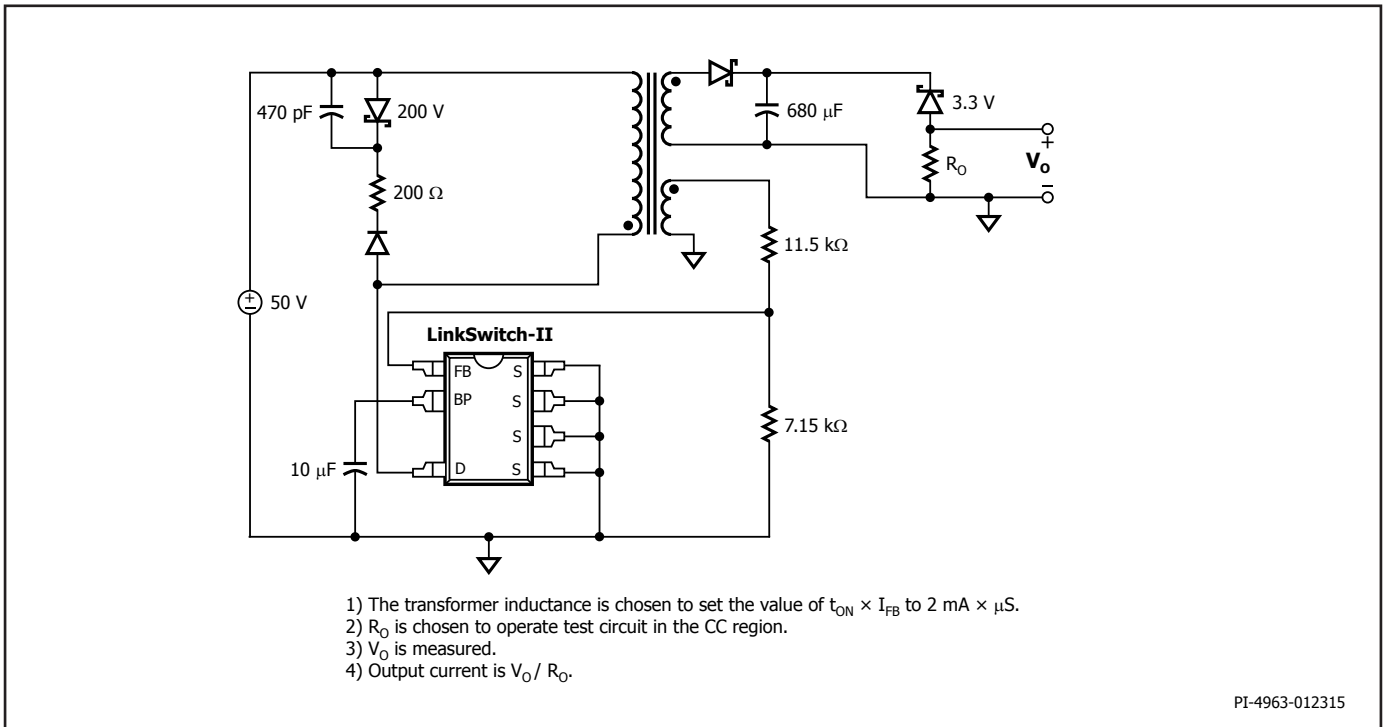 470 pF
200 V
680 μF
3.3 V
+
V_O
R_O
–
200 Ω
11.5 kΩ
+
–
50 V
LinkSwitch-II
FB S
BP S
S
D S
7.15 kΩ
10 μF
1) The transformer inductance is chosen to set the value of t_ON × I_FB to 2 mA × μS.
2) R_O is chosen to operate test circuit in the CC region.
3) V_O is measured.
4) Output current is V_O / R_O.
PI-4963-012315